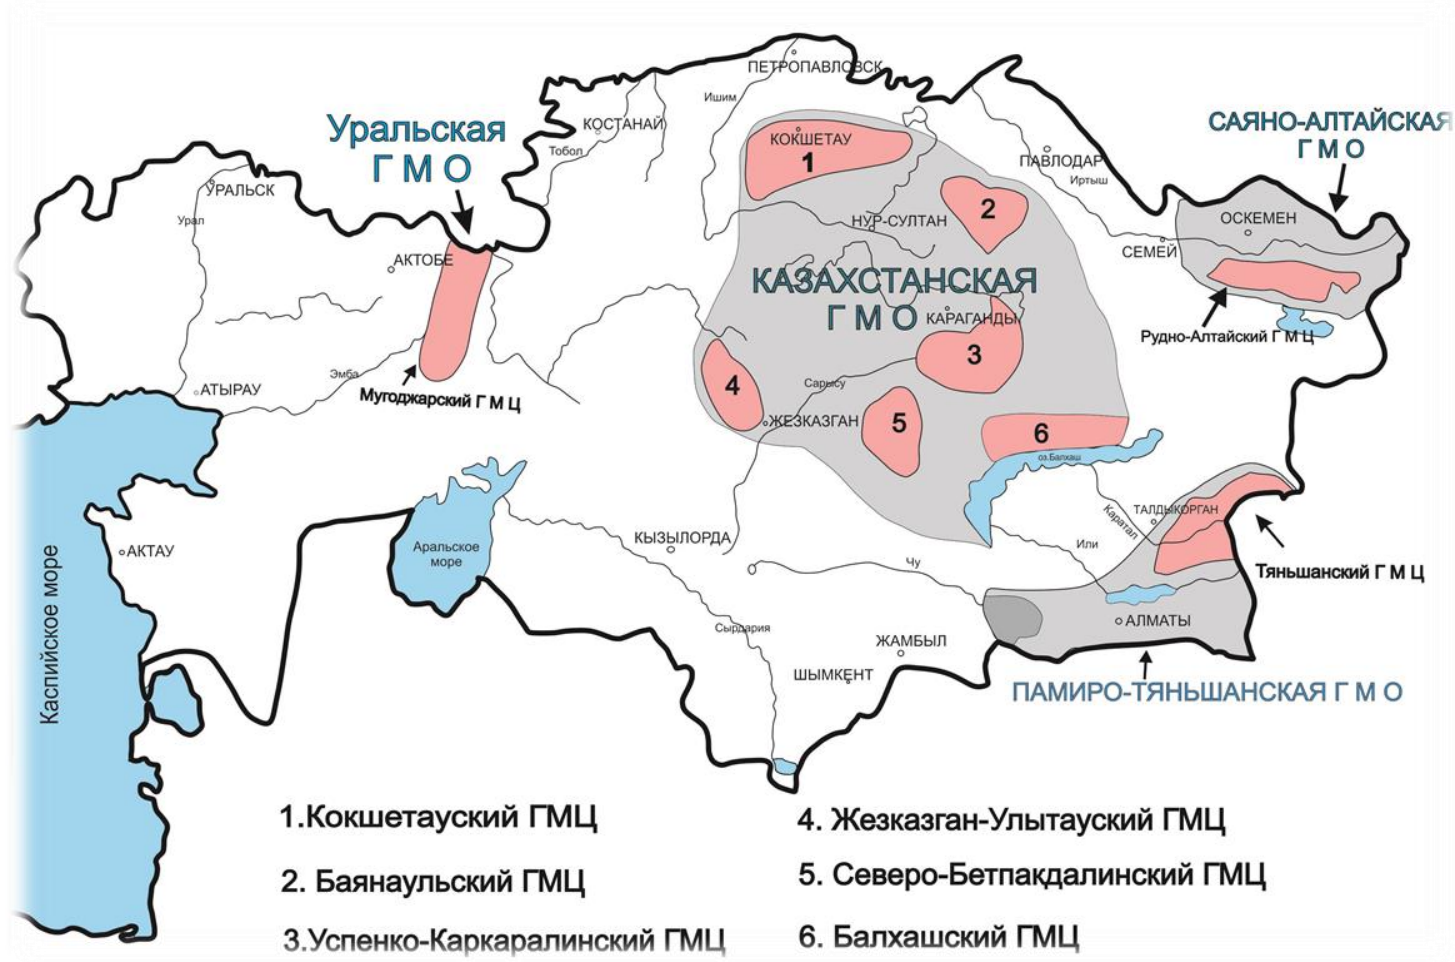 ПЕТРОПАВЛОВСК
Ишим
КОСТАНАЙ
Тобол
Уральская
Г М О
САЯНО-АЛТАЙСКАЯ
Г М О
КОКШЕТАУ
1
ПАВЛОДАР
Иртыш
УРАЛЬСК
Урал
2
НУР-СУЛТАН
ОСКЕМЕН
СЕМЕЙ
АКТОБЕ
КАЗАХСТАНСКАЯ
Г М О
КАРАГАНДЫ
Рудно-Алтайский Г М Ц
3
Эмба
АТЫРАУ
Мугоджарский Г М Ц
4
Сарысу
ЖЕЗКАЗГАН
5
6
оз.Балхаш
ТАЛДЫКОРГАН
Каратал
Или
КЫЗЫЛОРДА
Аральское
море
АКТАУ
Каспийское море
Чу
Тяньшанский Г М Ц
АЛМАТЫ
Сырдария
ЖАМБЫЛ
ШЫМКЕНТ
ПАМИРО-ТЯНЬШАНСКАЯ Г М О
1.Кокшетауский ГМЦ
2. Баянаульский ГМЦ
3.Успенко-Каркаралинский ГМЦ
4. Жезказган-Улытауский ГМЦ
5. Северо-Бетпакдалинский ГМЦ
6. Балхашский ГМЦ